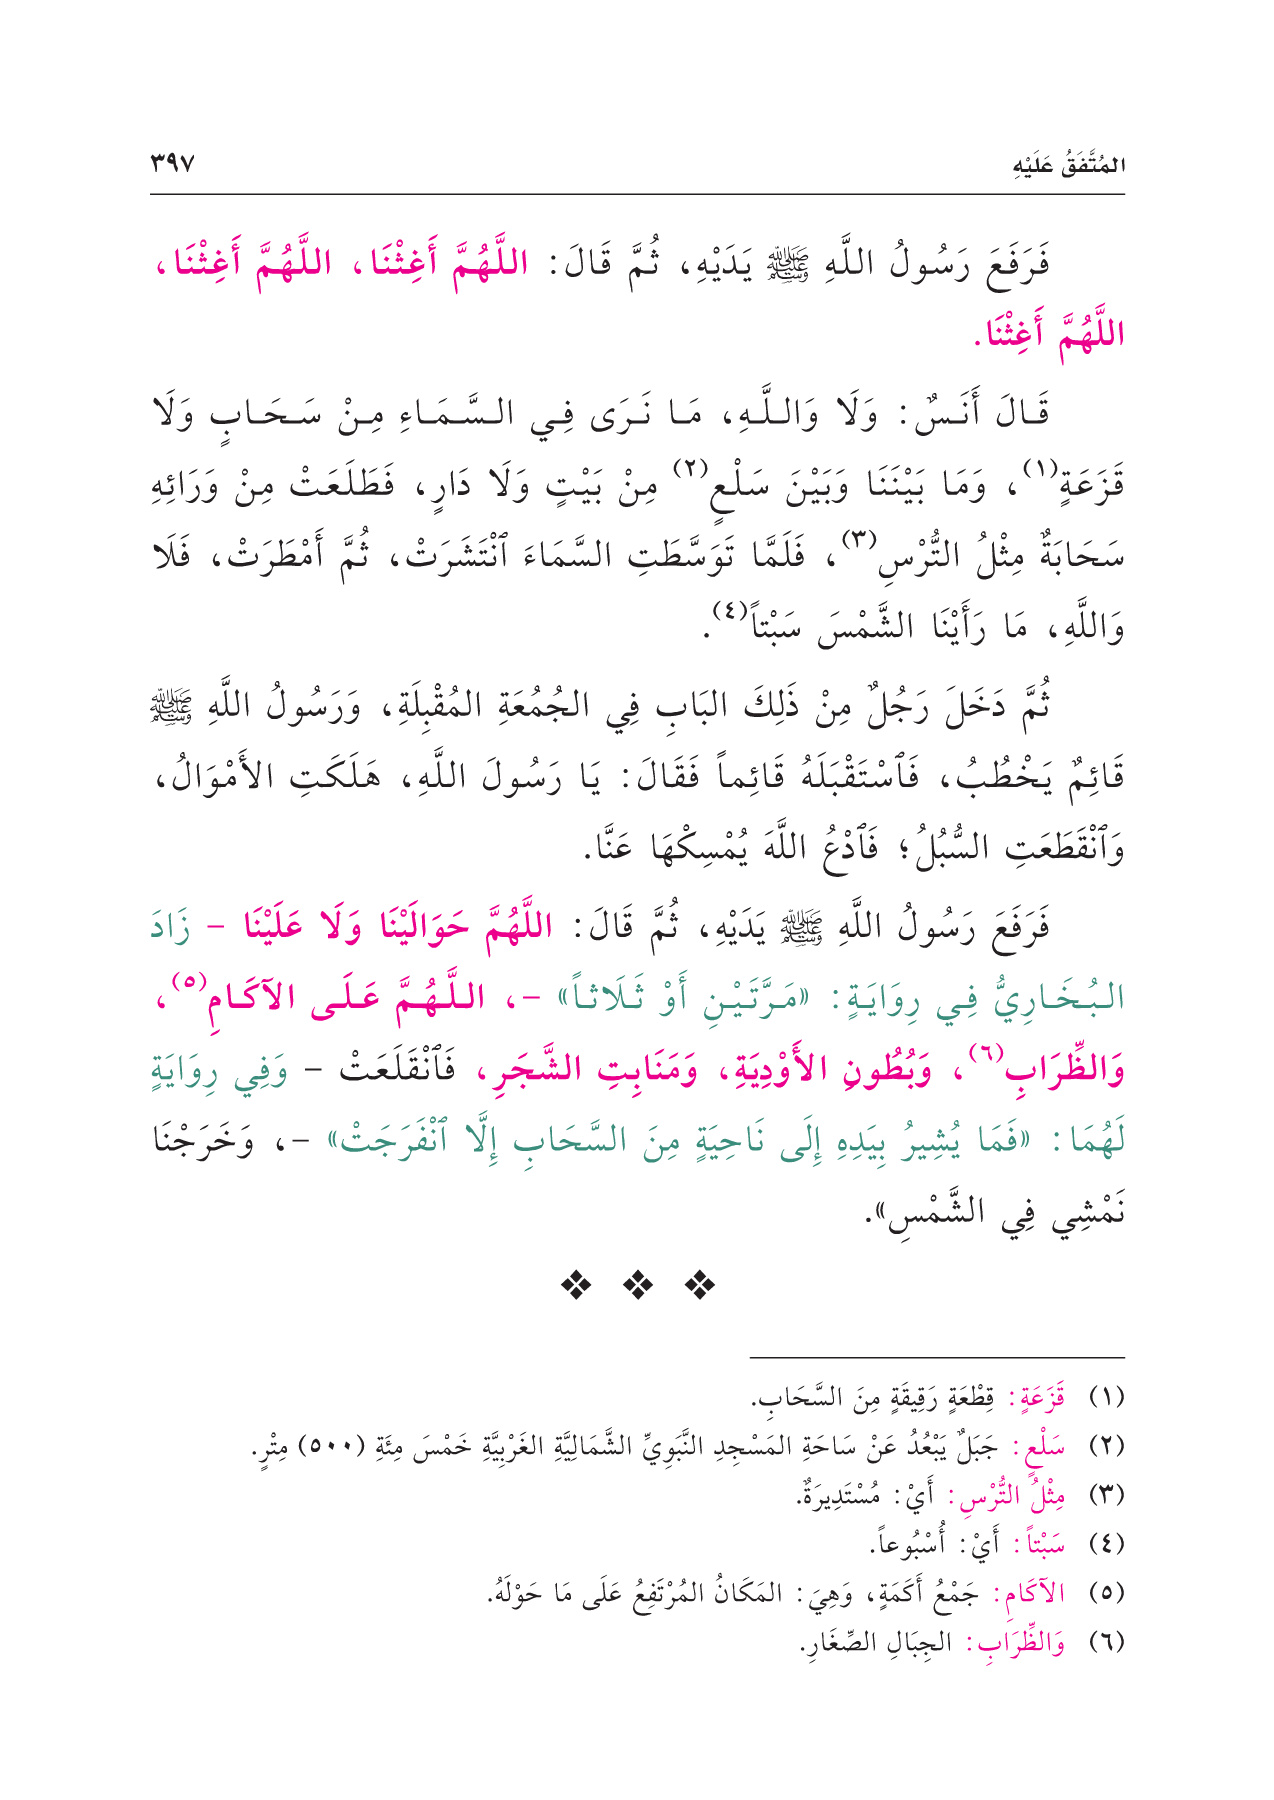 المُتَّفَقُ عَلَيْهِ ٣٩٧
فَرَفَعَ رَسُولُ اللَّهِ ﷺ يَدَيْهِ، ثُمَّ قَالَ: اللَّهُمَّ أَغِثْنَا، اللَّهُمَّ أَغِثْنَا،
اللَّهُمَّ أَغِثْنَا.
قَالَ أَنَسٌ: وَلَا وَاللَّهِ، مَا نَرَى فِي السَّمَاءِ مِنْ سَحَابٍ وَلَا
قَزَعَةٍ(١)، وَمَا بَيْنَنَا وَبَيْنَ سَلْعٍ(٢) مِنْ بَيْتٍ وَلَا دَارٍ، فَطَلَعَتْ مِنْ وَرَائِهِ
سَحَابَةٌ مِثْلُ التُّرْسِ(٣)، فَلَمَّا تَوَسَّطَتِ السَّمَاءَ ٱنْتَشَرَتْ، ثُمَّ أَمْطَرَتْ، فَلَا
وَاللَّهِ، مَا رَأَيْنَا الشَّمْسَ سَبْتاً(٤).
ثُمَّ دَخَلَ رَجُلٌ مِنْ ذَلِكَ البَابِ فِي الجُمُعَةِ المُقْبِلَةِ، وَرَسُولُ اللَّهِ ﷺ
قَائِمٌ يَخْطُبُ، فَٱسْتَقْبَلَهُ قَائِماً فَقَالَ: يَا رَسُولَ اللَّهِ، هَلَكَتِ الأَمْوَالُ،
وَٱنْقَطَعَتِ السُّبُلُ؛ فَٱدْعُ اللَّهَ يُمْسِكْهَا عَنَّا.
فَرَفَعَ رَسُولُ اللَّهِ ﷺ يَدَيْهِ، ثُمَّ قَالَ: اللَّهُمَّ حَوَالَيْنَا وَلَا عَلَيْنَا - زَادَ
البُخَارِيُّ فِي رِوَايَةٍ: «مَرَّتَيْنِ أَوْ ثَلَاثاً» -، اللَّهُمَّ عَلَى الآكَامِ(٥)،
وَالظِّرَابِ(٦)، وَبُطُونِ الأَوْدِيَةِ، وَمَنَابِتِ الشَّجَرِ، فَٱنْقَلَعَتْ - وَفِي رِوَايَةٍ
لَهُمَا: «فَمَا يُشِيرُ بِيَدِهِ إِلَى نَاحِيَةٍ مِنَ السَّحَابِ إِلَّا ٱنْفَرَجَتْ» -، وَخَرَجْنَا
نَمْشِي فِي الشَّمْسِ».
(١) قَزَعَةٍ: قِطْعَةٍ رَقِيقَةٍ مِنَ السَّحَابِ.
(٢) سَلْعٍ: جَبَلٌ يَبْعُدُ عَنْ سَاحَةِ المَسْجِدِ النَّبَوِيِّ الشَّمَالِيَّةِ الغَرْبِيَّةِ خَمْسَ مِئَةِ (٥٠٠) مِتْرٍ.
(٣) مِثْلُ التُّرْسِ: أَيْ: مُسْتَدِيرَةٌ.
(٤) سَبْتاً: أَيْ: أُسْبُوعاً.
(٥) الآكَامِ: جَمْعُ أَكَمَةٍ، وَهِيَ: المَكَانُ المُرْتَفِعُ عَلَى مَا حَوْلَهُ.
(٦) وَالظِّرَابِ: الجِبَالِ الصِّغَارِ.